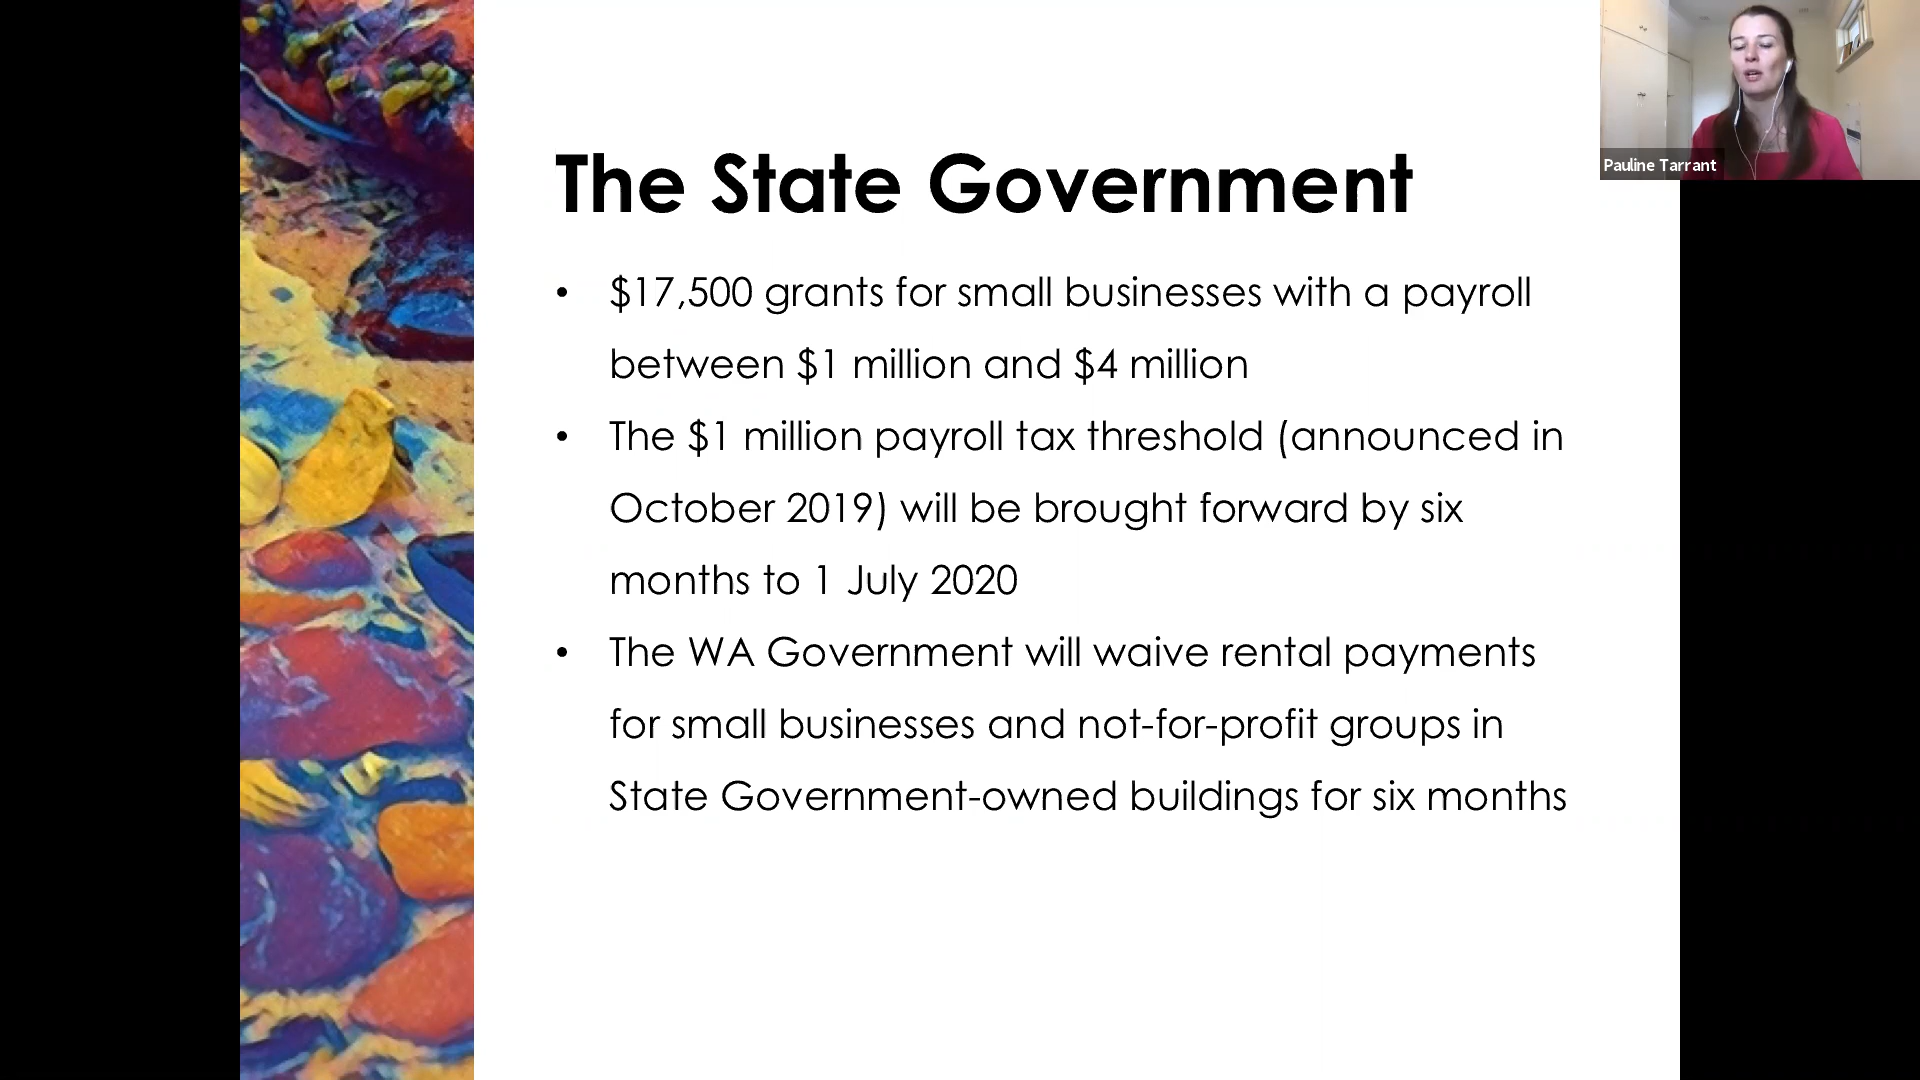 Pauline Tarrant
The State Government
• $17,500 grants for small businesses with a payroll
between $1 million and $4 million
• The $1 million payroll tax threshold (announced in
October 2019) will be brought forward by six
months to 1 July 2020
• The WA Government will waive rental payments
for small businesses and not-for-profit groups in
State Government-owned buildings for six months